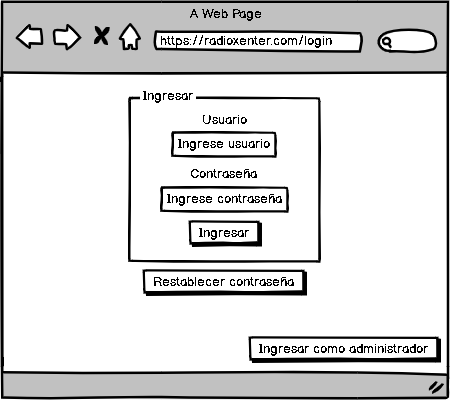 A Web Page
https://radioxenter.com/login
Ingresar
Usuario
Ingrese usuario
Contraseña
Ingrese contraseña
Ingresar
Restablecer contraseña
Ingresar como administrador